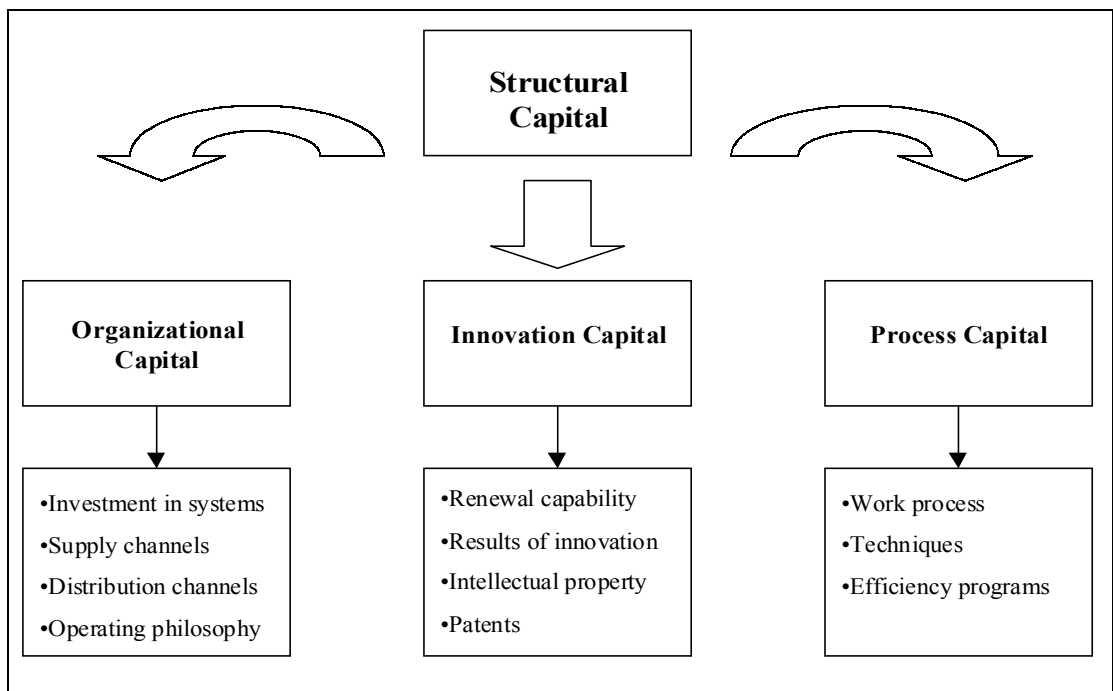 Structural
Capital
Organizational
Capital
Innovation Capital
Process Capital
•Investment in systems
•Supply channels
•Distribution channels
•Operating philosophy
•Renewal capability
•Results of innovation
•Intellectual property
•Patents
•Work process
•Techniques
•Efficiency programs